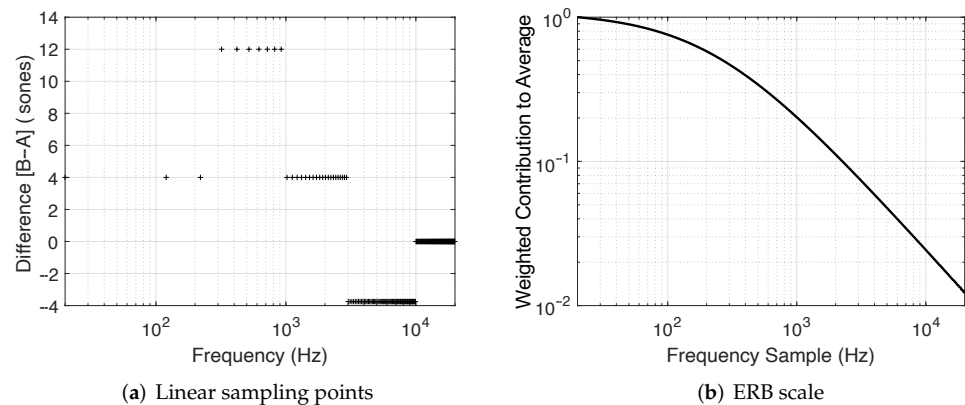 14
12
10
8
6
4
2
0
−2
−4
Difference [B−A] ( sones)
10² 10³ 10⁴
Frequency (Hz)
(a) Linear sampling points
10⁰
10⁻¹
10⁻²
Weighted Contribution to Average
10² 10³ 10⁴
Frequency Sample (Hz)
(b) ERB scale